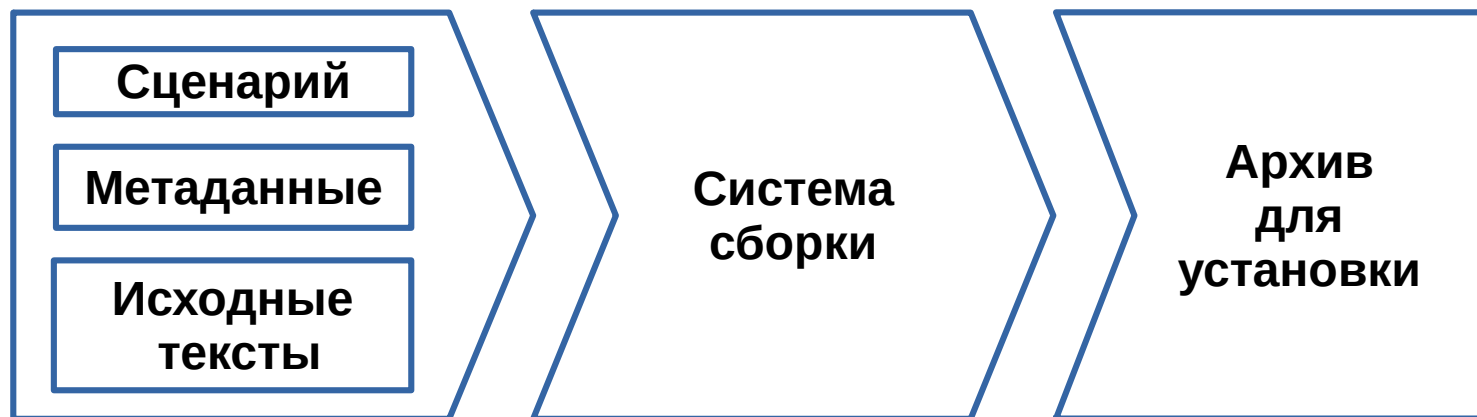 Сценарий
Метаданные
Исходные
тексты
Система
сборки
Архив
для
установки